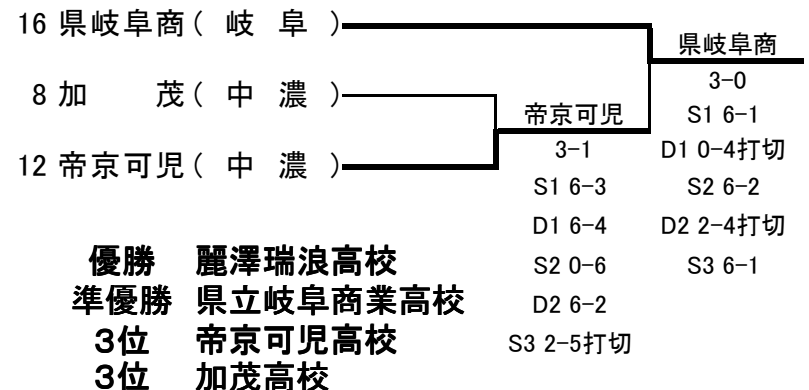 16 県岐阜商( 岐 阜 )
県岐阜商
3-0
8 加 茂( 中 濃 )
帝京可児
S1 6-1
12 帝京可児( 中 濃 )
3-1
D1 0-4打切
S1 6-3
S2 6-2
D1 6-4
D2 2-4打切
優勝 麗澤瑞浪高校
S2 0-6
S3 6-1
準優勝 県立岐阜商業高校
D2 6-2
3位 帝京可児高校
S3 2-5打切
3位 加茂高校